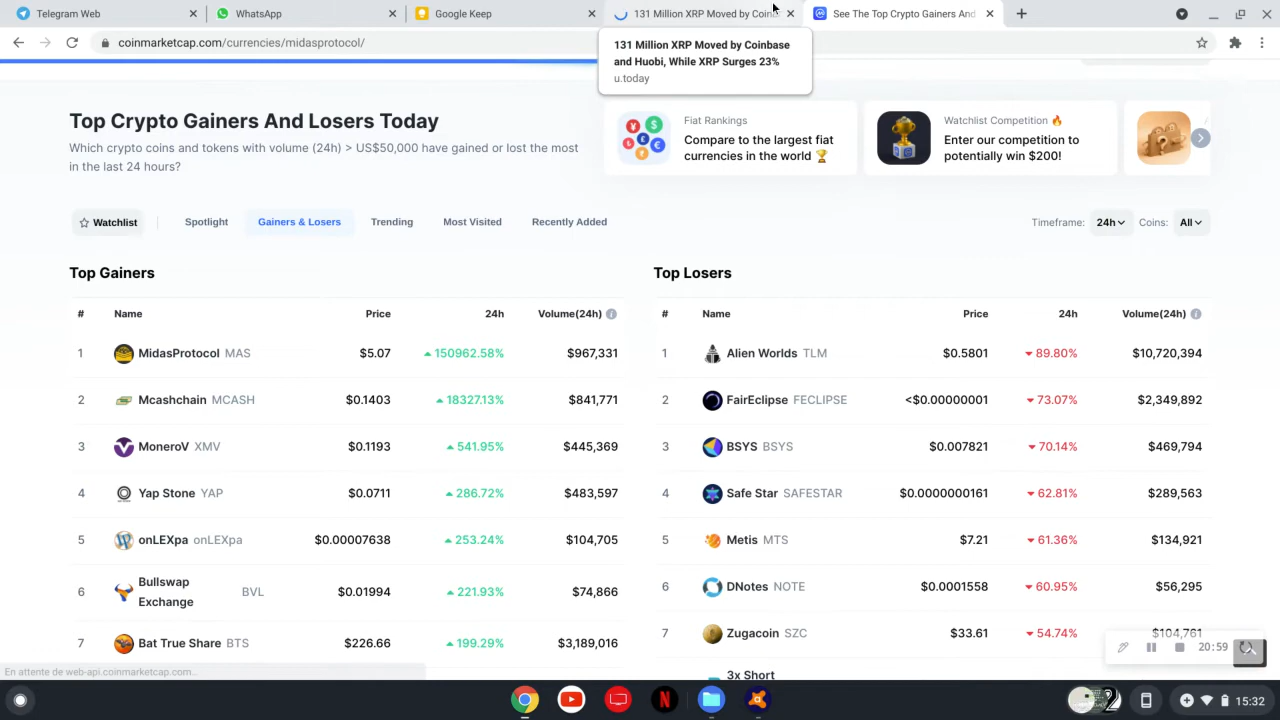 Telegram Web
WhatsApp
Google Keep
131 Million XRP Moved by Coinb
See The Top Crypto Gainers And
coinmarketcap.com/currencies/midasprotocol/
131 Million XRP Moved by Coinbase
and Huobi, While XRP Surges 23%
u.today
Top Crypto Gainers And Losers Today
Which crypto coins and tokens with volume (24h) > US$50,000 have gained or lost the most
in the last 24 hours?
Fiat Rankings
Compare to the largest fiat
currencies in the world 🏆
Watchlist Competition 🔥
Enter our competition to
potentially win $200!
Watchlist
Spotlight
Gainers & Losers
Trending
Most Visited
Recently Added
Timeframe: 24h Coins: All
Top Gainers
# Name Price 24h Volume(24h)
1 MidasProtocol MAS $5.07 150962.58% $967,331
2 Mcashchain MCASH $0.1403 18327.13% $841,771
3 MoneroV XMV $0.1193 541.95% $445,369
4 Yap Stone YAP $0.0711 286.72% $483,597
5 onLEXpa onLEXpa $0.00007638 253.24% $104,705
6 Bullswap
Exchange BVL $0.01994 221.93% $74,866
7 Bat True Share BTS $226.66 199.29% $3,189,016
Top Losers
# Name Price 24h Volume(24h)
1 Alien Worlds TLM $0.5801 89.80% $10,720,394
2 FairEclipse FECLIPSE <$0.00000001 73.07% $2,349,892
3 BSYS BSYS $0.007821 70.14% $469,794
4 Safe Star SAFESTAR $0.0000000161 62.81% $289,563
5 Metis MTS $7.21 61.36% $134,921
6 DNotes NOTE $0.0001558 60.95% $56,295
7 Zugacoin SZC $33.61 54.74% $104,761
3x Short
20:59
En attente de web-api.coinmarketcap.com...
2
15:32